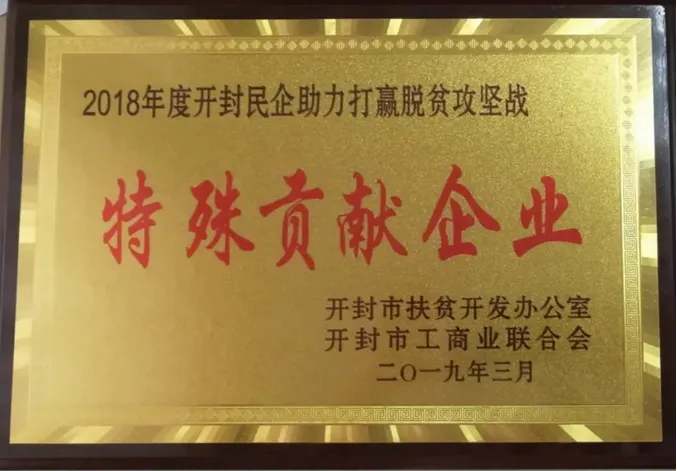 2018年度开封民企助力打赢脱贫攻坚战
特殊贡献企业
开封市扶贫开发办公室
开封市工商业联合会
二〇一九年三月